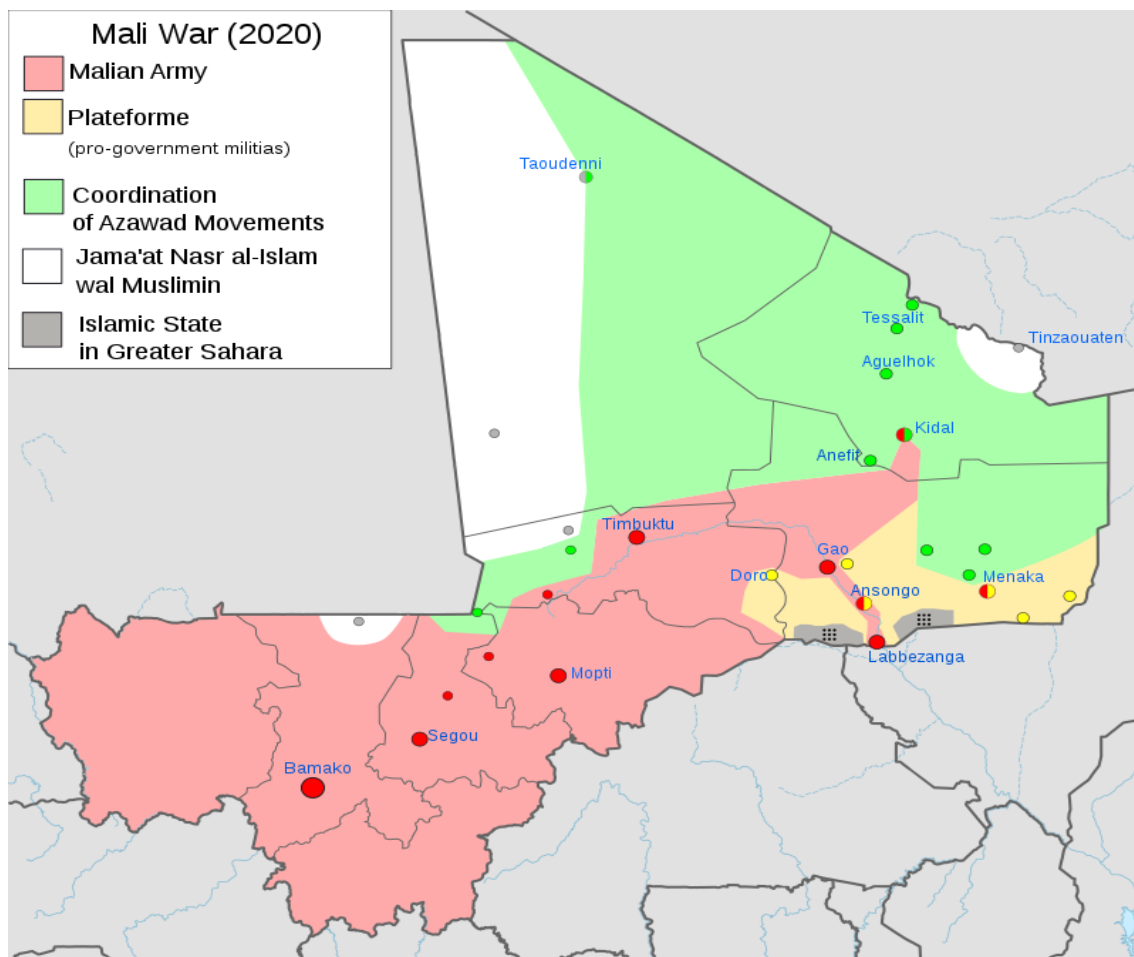 Mali War (2020)
Malian Army
Plateforme
(pro-government militias)
Coordination
of Azawad Movements
Jama'at Nasr al-Islam
wal Muslimin
Islamic State
in Greater Sahara
Taoudenni
Tessalit
Tinzaouaten
Aguelhok
Kidal
Anefif
Timbuktu
Gao
Doro
Menaka
Ansongo
Labbezanga
Mopti
Segou
Bamako